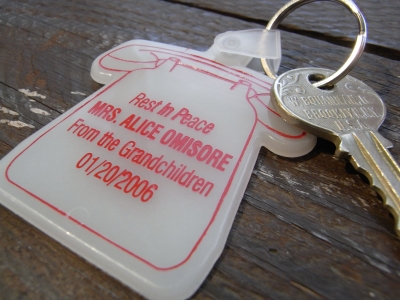 Rest In Peace
MRS. ALICE OMISORE
From the Grandchildren
01/20/2006